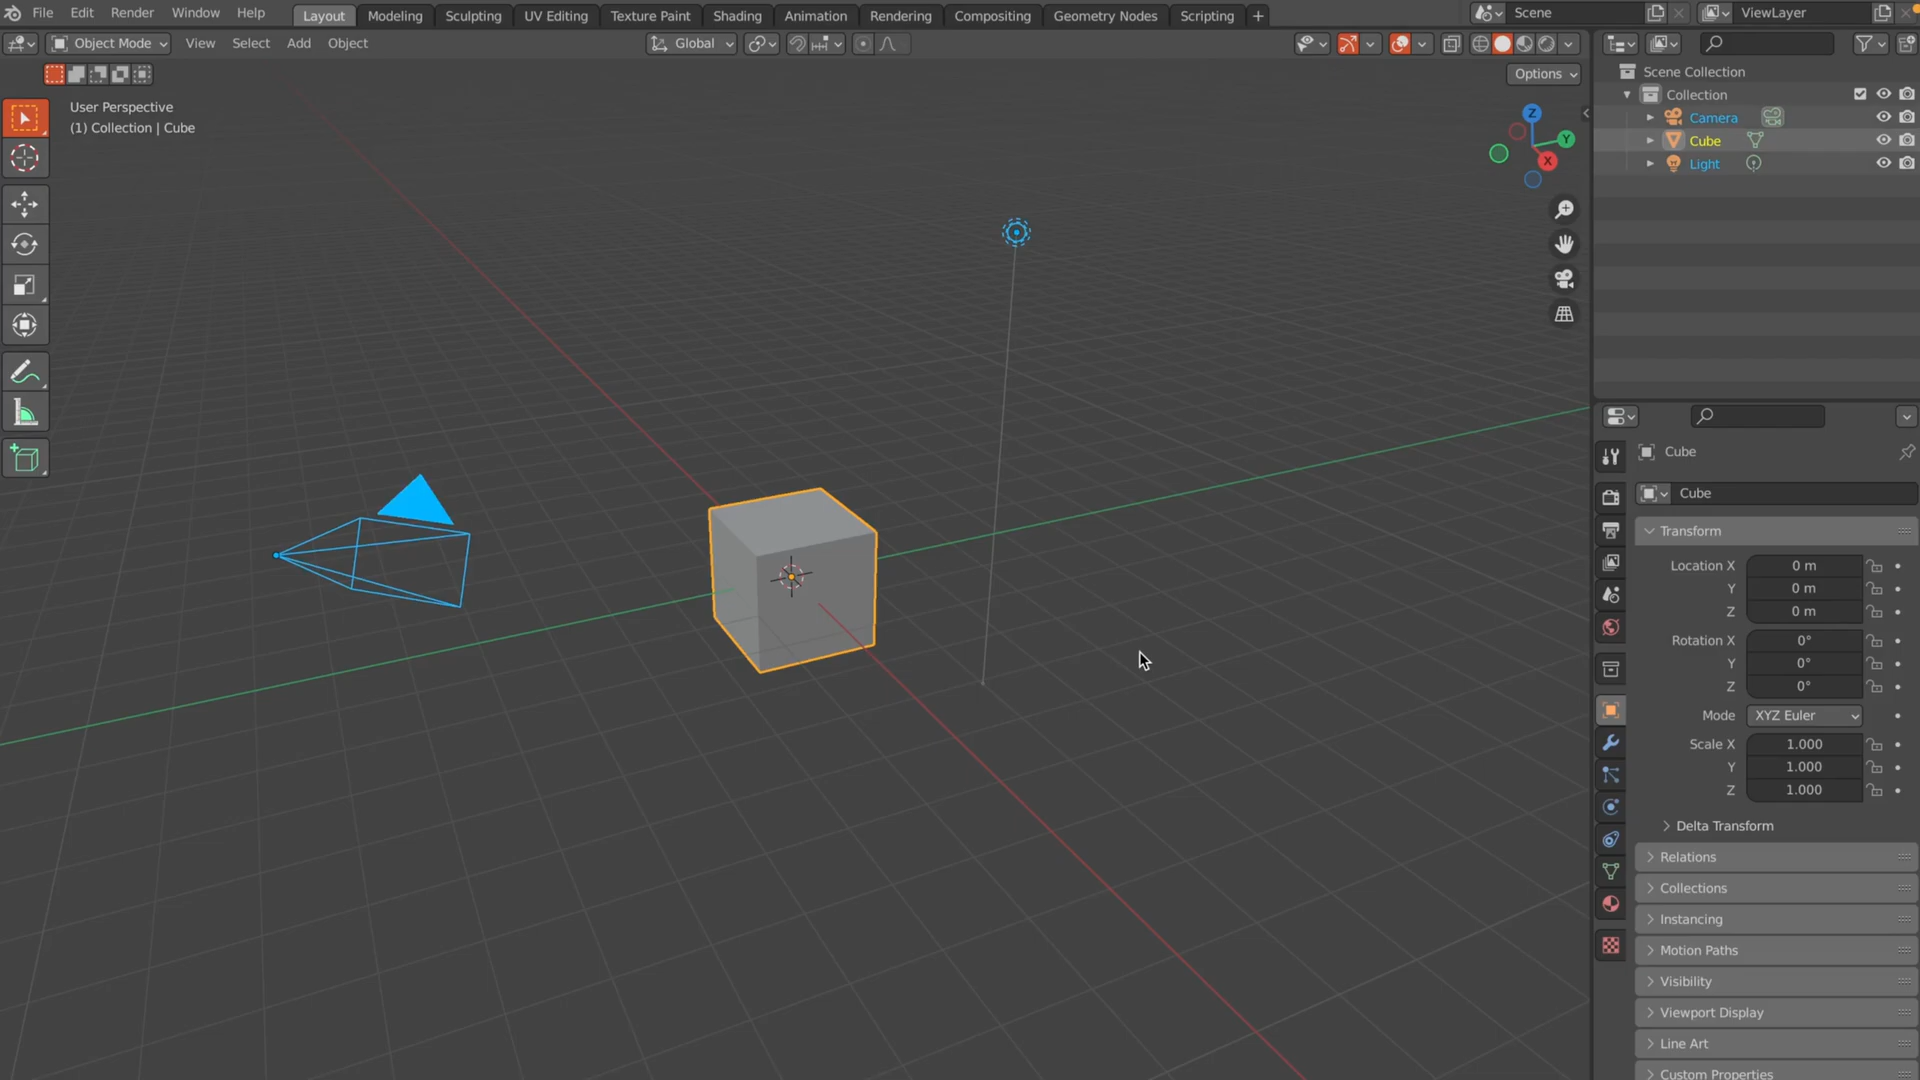 File Edit Render Window Help Layout Modeling Sculpting UV Editing Texture Paint Shading Animation Rendering Compositing Geometry Nodes Scripting + Scene ViewLayer
Object Mode View Select Add Object Global
Options
User Perspective
(1) Collection | Cube
Z
Y
X
Scene Collection
Collection
Camera
Cube
Light
Cube
Cube
Transform
Location X 0 m
Y 0 m
Z 0 m
Rotation X 0°
Y 0°
Z 0°
Mode XYZ Euler
Scale X 1.000
Y 1.000
Z 1.000
Delta Transform
Relations
Collections
Instancing
Motion Paths
Visibility
Viewport Display
Line Art
Custom Properties